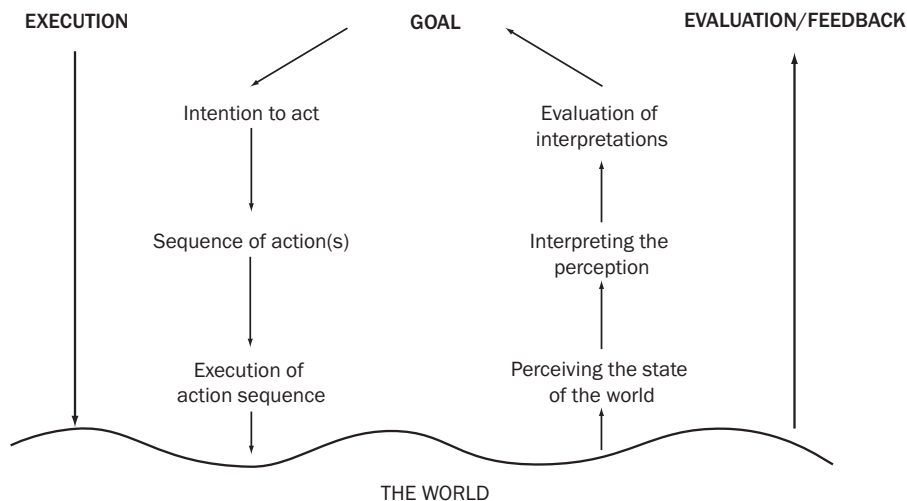 EXECUTION
GOAL
EVALUATION/FEEDBACK
Intention to act
Evaluation of
interpretations
Sequence of action(s)
Interpreting the
perception
Execution of
action sequence
Perceiving the state
of the world
THE WORLD